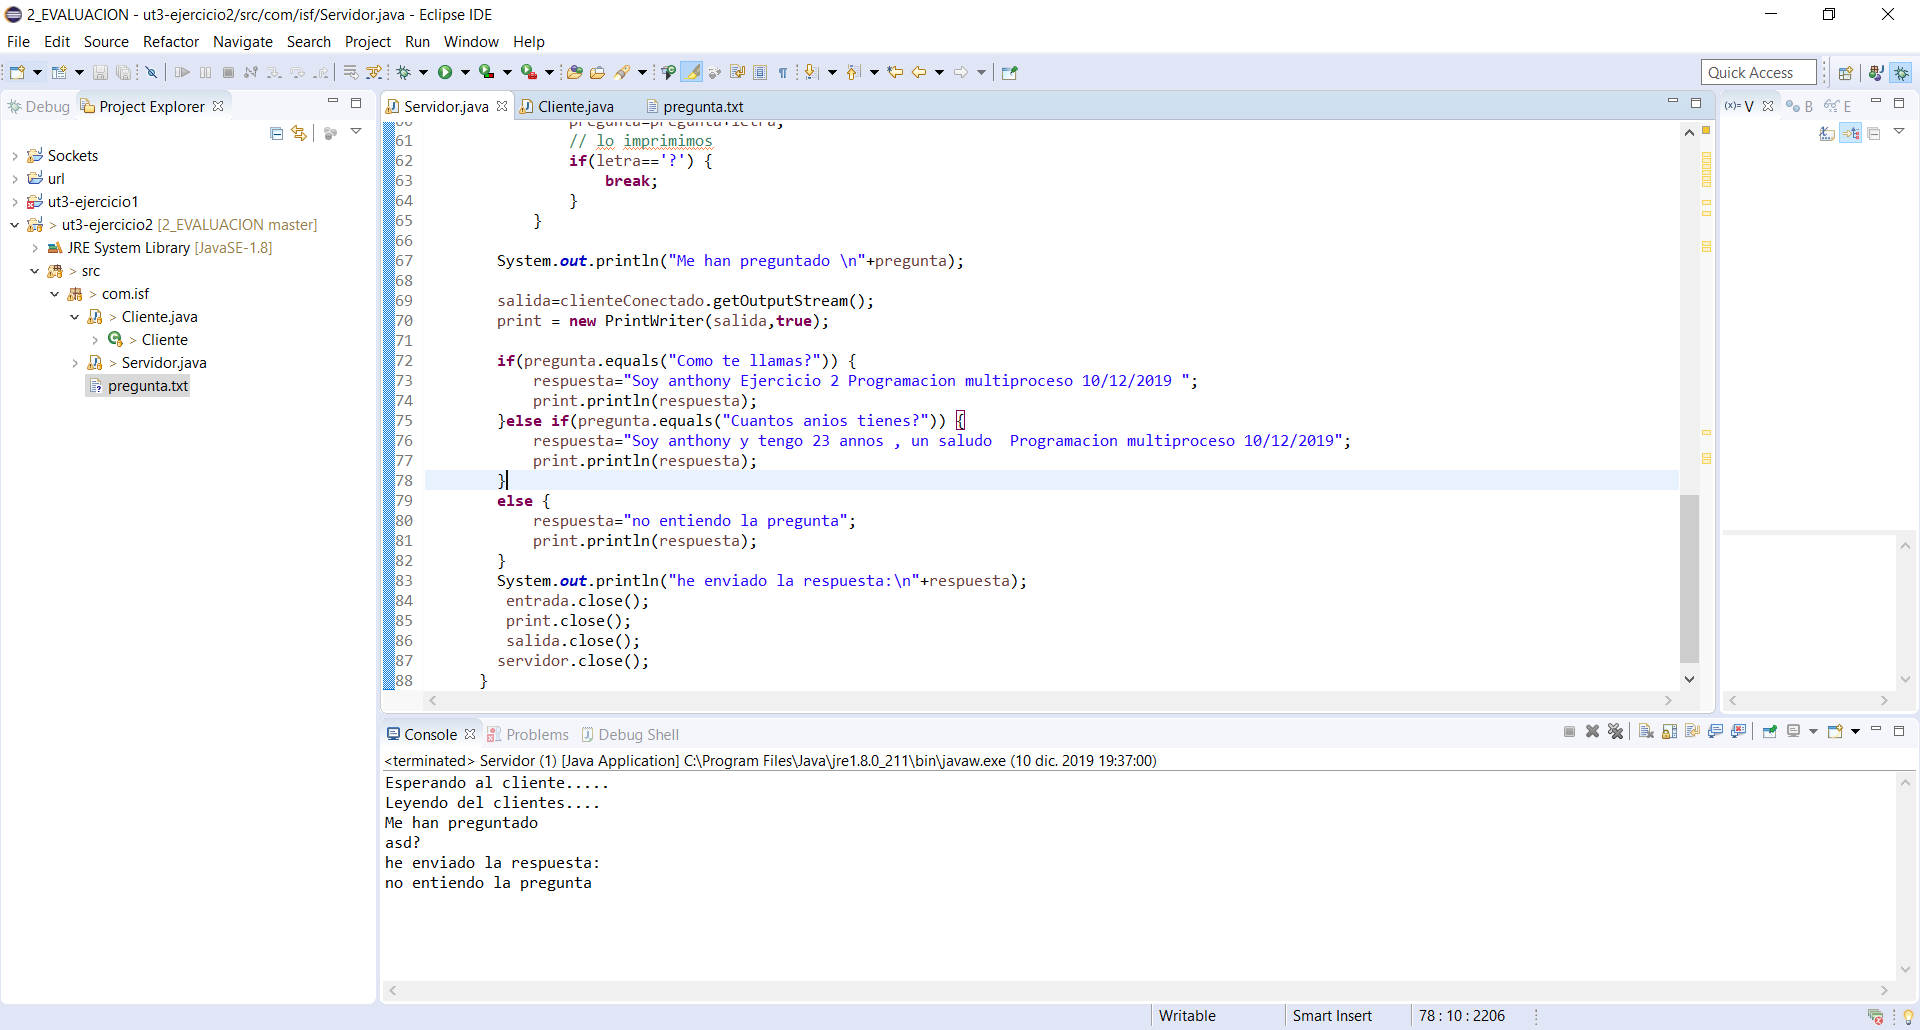 2_EVALUACION - ut3-ejercicio2/src/com/isf/Servidor.java - Eclipse IDE
File Edit Source Refactor Navigate Search Project Run Window Help
Quick Access
Debug Project Explorer
Sockets
url
ut3-ejercicio1
> ut3-ejercicio2 [2_EVALUACION master]
JRE System Library [JavaSE-1.8]
> src
> com.isf
> Cliente.java
> Cliente
> Servidor.java
pregunta.txt
Servidor.java Cliente.java pregunta.txt
60 pregunta=pregunta+letra;
61 // lo imprimimos
62 if(letra=='?') {
63 break;
64 }
65 }
66
67 System.out.println("Me han preguntado \n"+pregunta);
68
69 salida=clienteConectado.getOutputStream();
70 print = new PrintWriter(salida,true);
71
72 if(pregunta.equals("Como te llamas?")) {
73 respuesta="Soy anthony Ejercicio 2 Programacion multiproceso 10/12/2019 ";
74 print.println(respuesta);
75 }else if(pregunta.equals("Cuantos anios tienes?")) {
76 respuesta="Soy anthony y tengo 23 annos , un saludo  Programacion multiproceso 10/12/2019";
77 print.println(respuesta);
78 }
79 else {
80 respuesta="no entiendo la pregunta";
81 print.println(respuesta);
82 }
83 System.out.println("he enviado la respuesta:\n"+respuesta);
84 entrada.close();
85 print.close();
86 salida.close();
87 servidor.close();
88 }
(x)= V B E
Console Problems Debug Shell
<terminated> Servidor (1) [Java Application] C:\Program Files\Java\jre1.8.0_211\bin\javaw.exe (10 dic. 2019 19:37:00)
Esperando al cliente.....
Leyendo del clientes....
Me han preguntado
asd?
he enviado la respuesta:
no entiendo la pregunta
Writable Smart Insert 78 : 10 : 2206